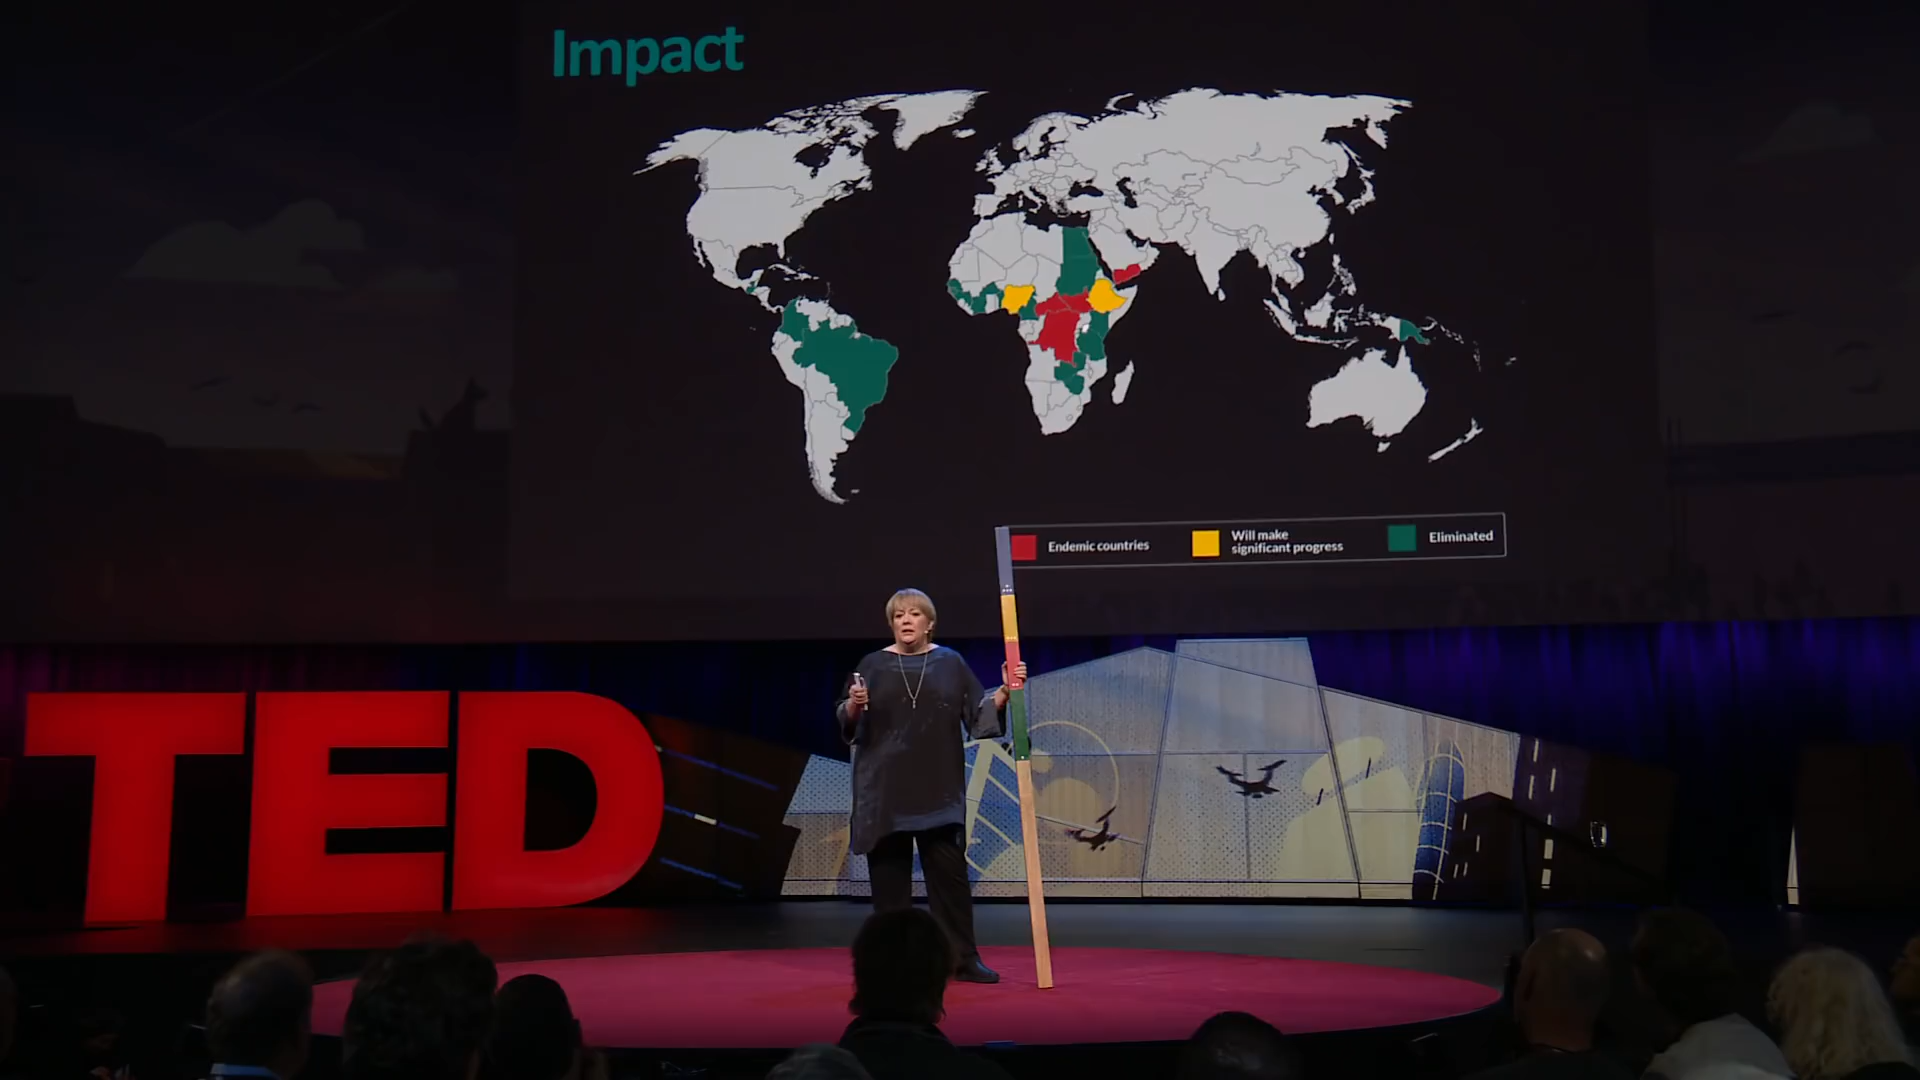 Impact
Endemic countries
Will make
significant progress
Eliminated
TED